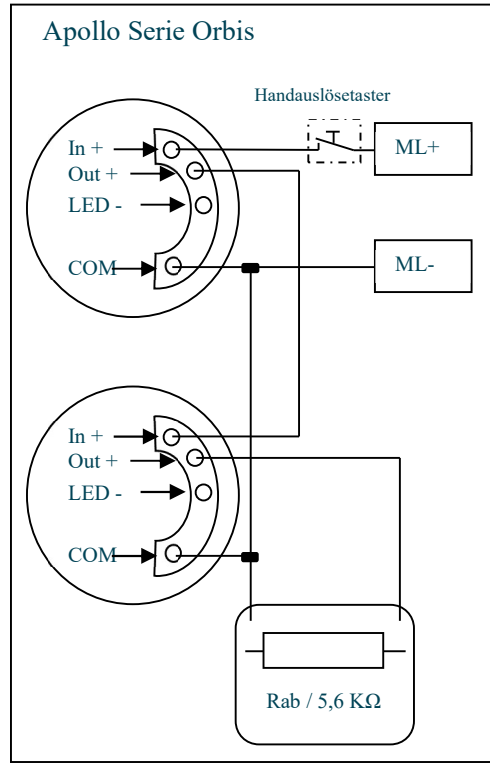 Apollo Serie Orbis
Handauslösetaster
In +
Out +
LED -
COM
ML+
ML-
In +
Out +
LED -
COM
Rab / 5,6 KΩ